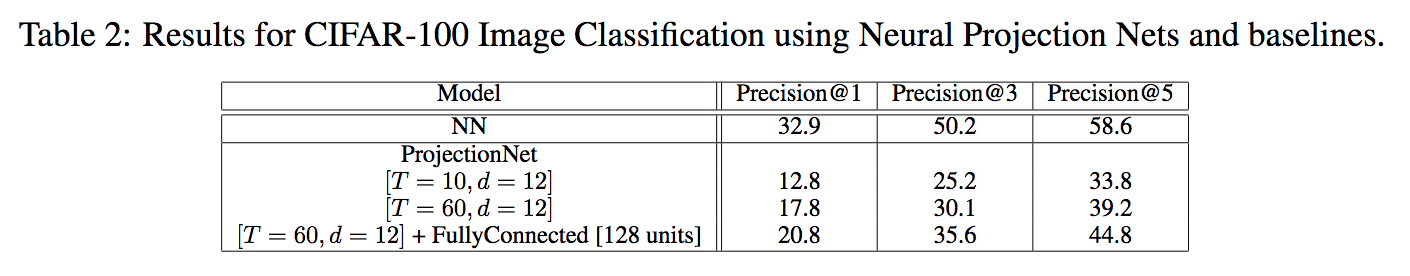 Table 2: Results for CIFAR-100 Image Classification using Neural Projection Nets and baselines.
Model Precision@1 Precision@3 Precision@5
NN 32.9 50.2 58.6
ProjectionNet
[T = 10, d = 12] 12.8 25.2 33.8
[T = 60, d = 12] 17.8 30.1 39.2
[T = 60, d = 12] + FullyConnected [128 units] 20.8 35.6 44.8